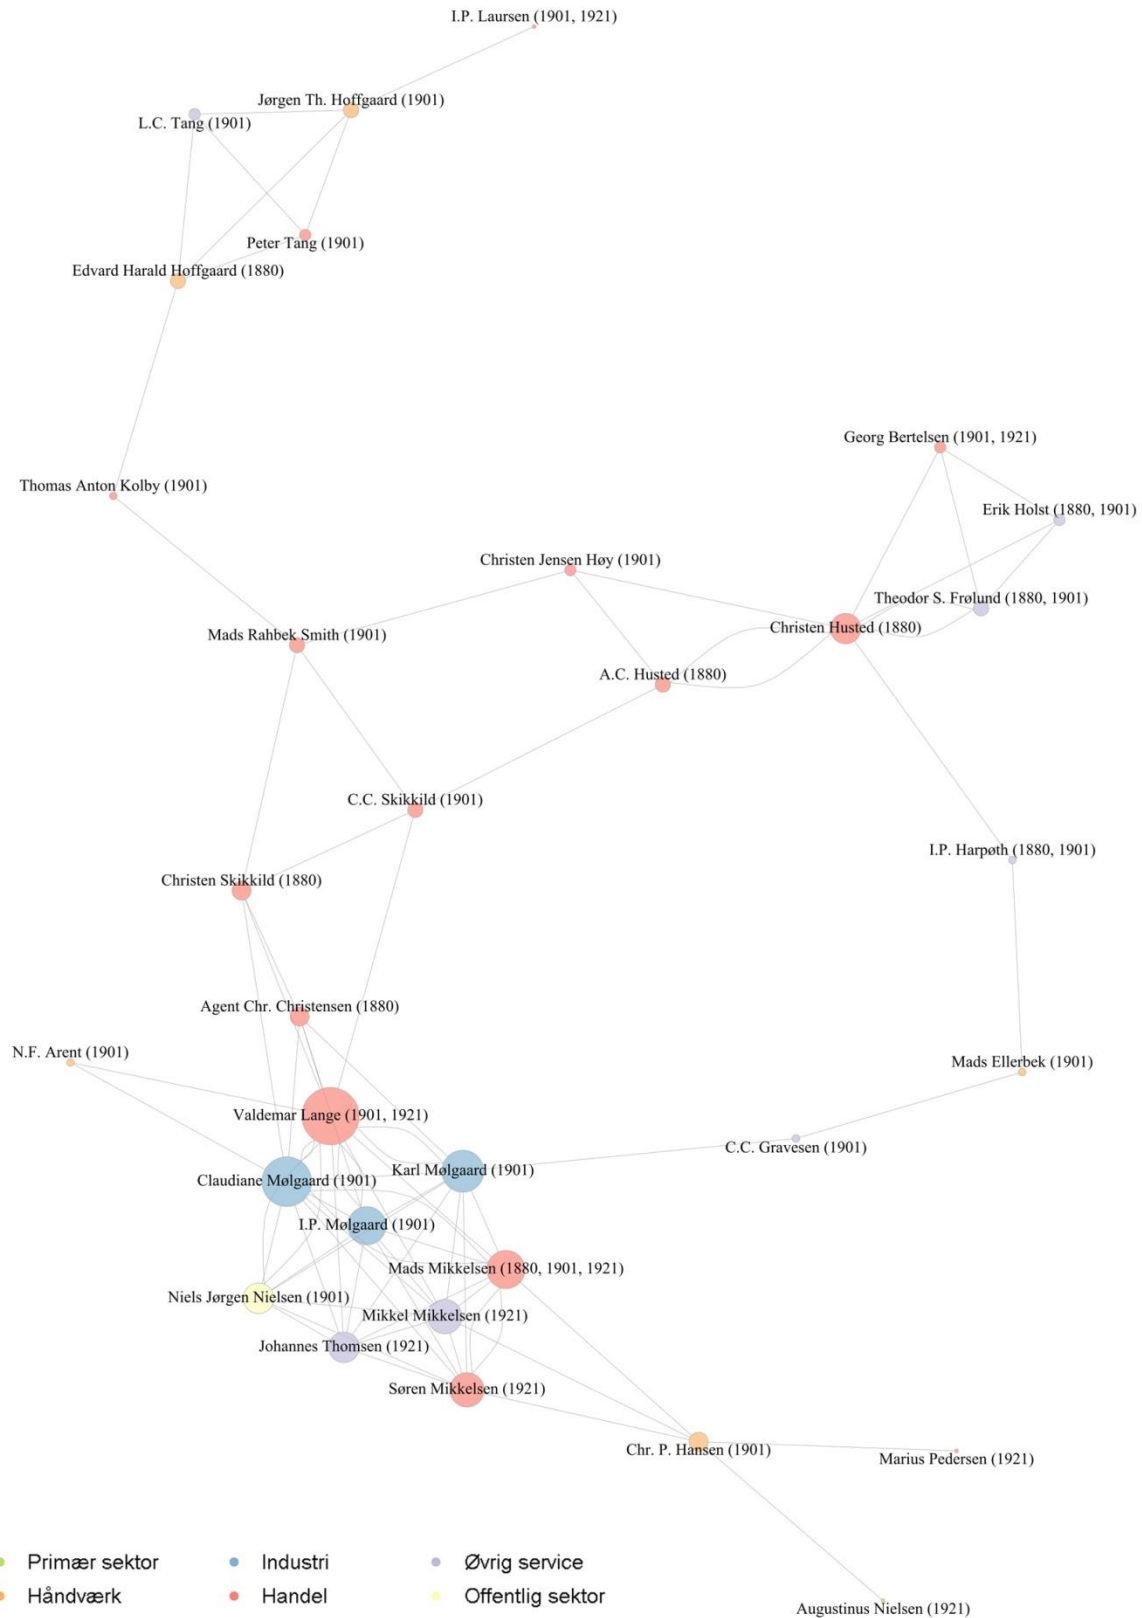 I.P. Laursen (1901, 1921)
Jørgen Th. Hoffgaard (1901)
L.C. Tang (1901)
Peter Tang (1901)
Edvard Harald Hoffgaard (1880)
Georg Bertelsen (1901, 1921)
Thomas Anton Kolby (1901)
Erik Holst (1880, 1901)
Christen Jensen Høy (1901)
Theodor S. Frølund (1880, 1901)
Mads Rahbek Smith (1901)
Christen Husted (1880)
A.C. Husted (1880)
C.C. Skikkild (1901)
I.P. Harpøth (1880, 1901)
Christen Skikkild (1880)
Agent Chr. Christensen (1880)
N.F. Arent (1901)
Mads Ellerbek (1901)
Valdemar Lange (1901, 1921)
C.C. Gravesen (1901)
Karl Mølgaard (1901)
Claudiane Mølgaard (1901)
I.P. Mølgaard (1901)
Mads Mikkelsen (1880, 1901, 1921)
Niels Jørgen Nielsen (1901)
Mikkel Mikkelsen (1921)
Johannes Thomsen (1921)
Søren Mikkelsen (1921)
Chr. P. Hansen (1901)
Marius Pedersen (1921)
Primær sektor
Industri
Øvrig service
Håndværk
Handel
Offentlig sektor
Augustinus Nielsen (1921)